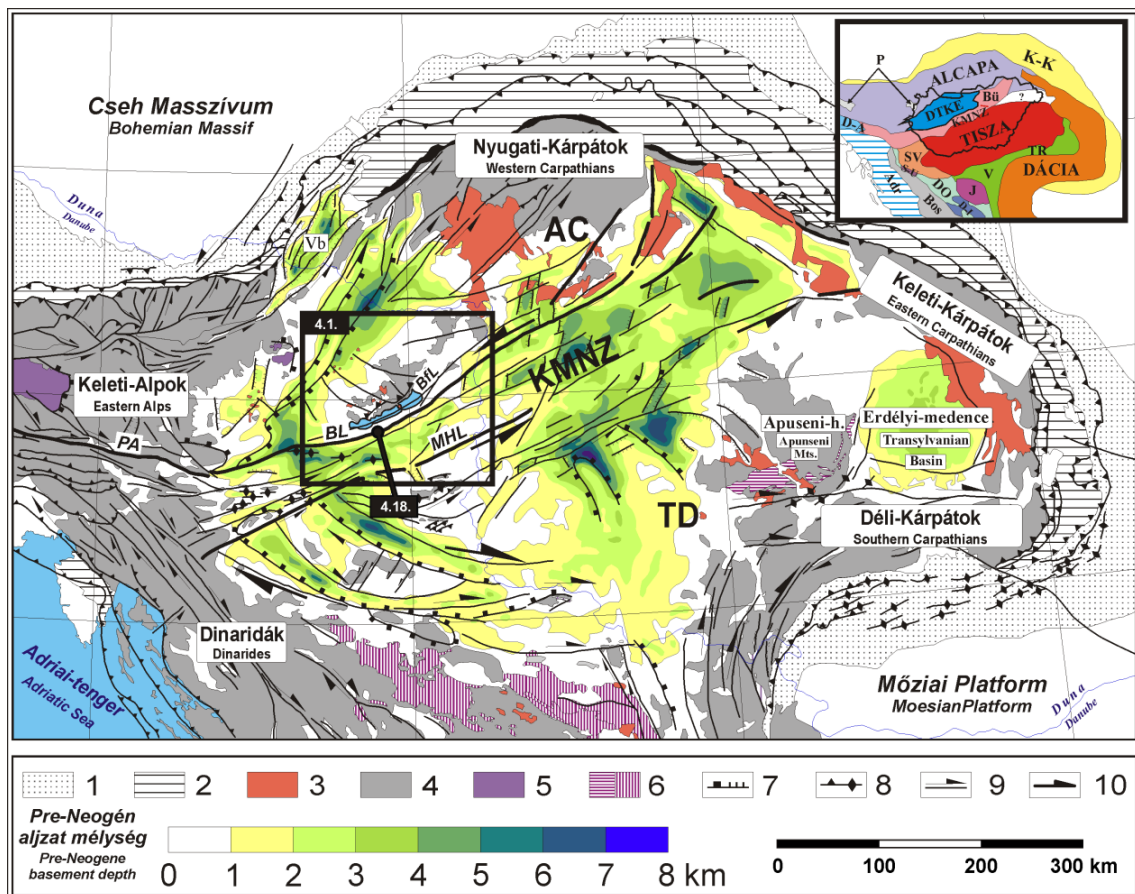 Cseh Masszívum
Bohemian Massif
Nyugati-Kárpátok
Western Carpathians
Duna
Danube
Vb
AC
Keleti-Kárpátok
Eastern Carpathians
4.1.
BfL
KMNZ
Keleti-Alpok
Eastern Alps
PA
BL
MHL
4.18.
Apuseni-h.
Apunseni
Mts.
Erdélyi-medence
Transylvanian
Basin
TD
Déli-Kárpátok
Southern Carpathians
Dinaridák
Dinarides
Adriai-tenger
Adriatic Sea
Mőziai Platform
MoesianPlatform
Duna
Danube
P
ALCAPA
K-K
DTKE
Bü
?
KMNZ
D-A
TISZA
TR
SV
V
DÁCIA
Adr
DO
J
Bos
1
2
3
4
5
6
7
8
9
10
Pre-Neogén
aljzat mélység
Pre-Neogene
basement depth
0 1 2 3 4 5 6 7 8 km
0 100 200 300 km